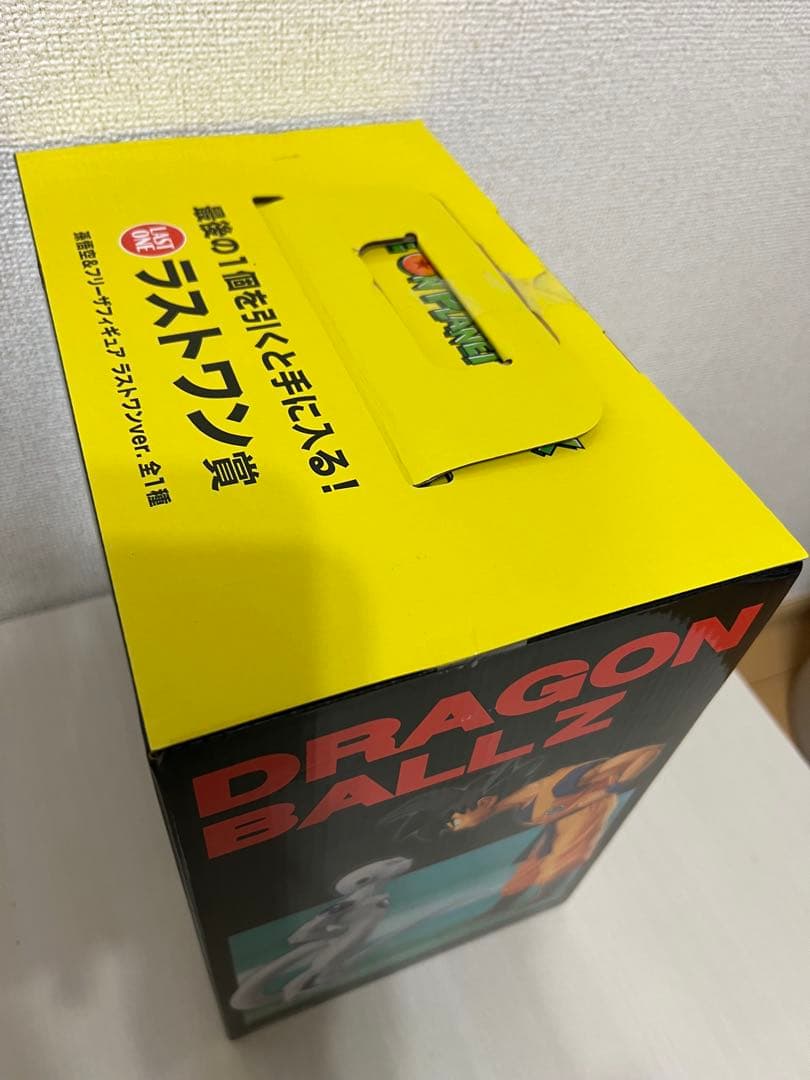 最後の1個を引くと手に入る!
LAST
ONE
ラストワン賞
孫悟空&フリーザフィギュア ラストワンver. 全1種
ON PLANET
DRAGON
BALL Z